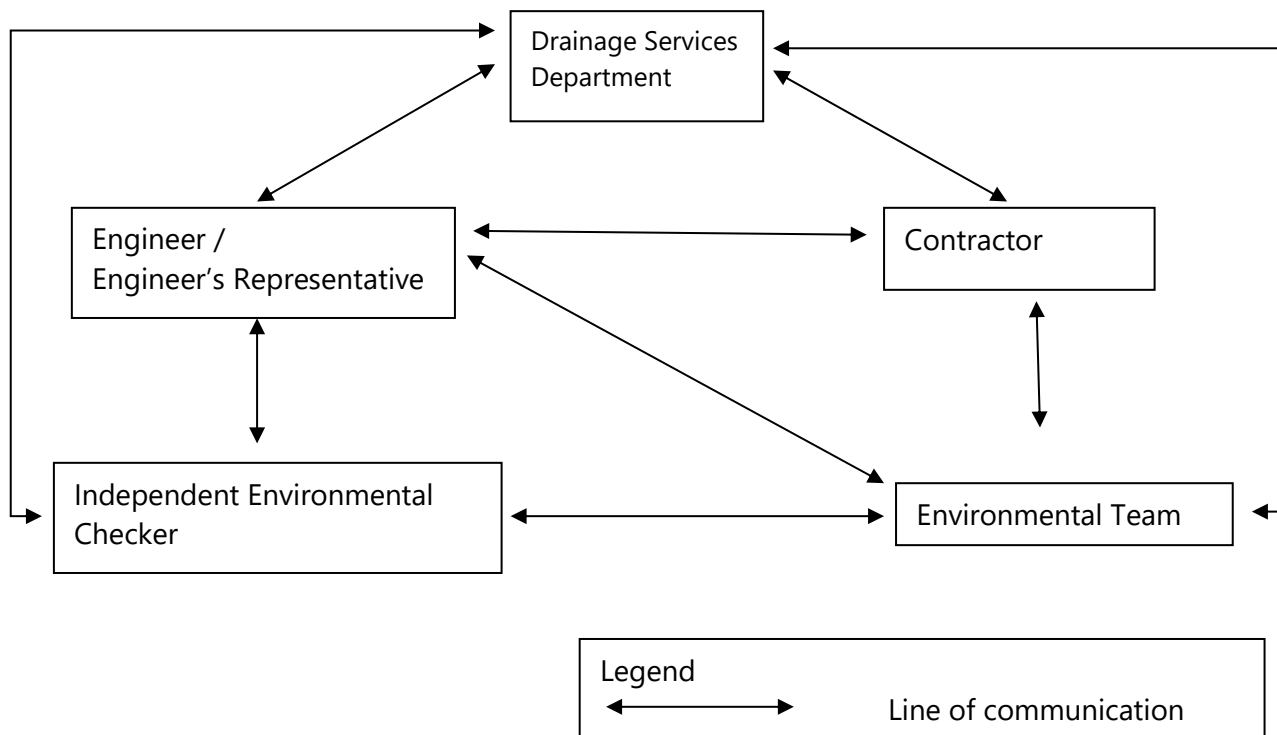 Drainage Services
Department
Engineer /
Engineer’s Representative
Contractor
Independent Environmental
Checker
Environmental Team
Legend
Line of communication